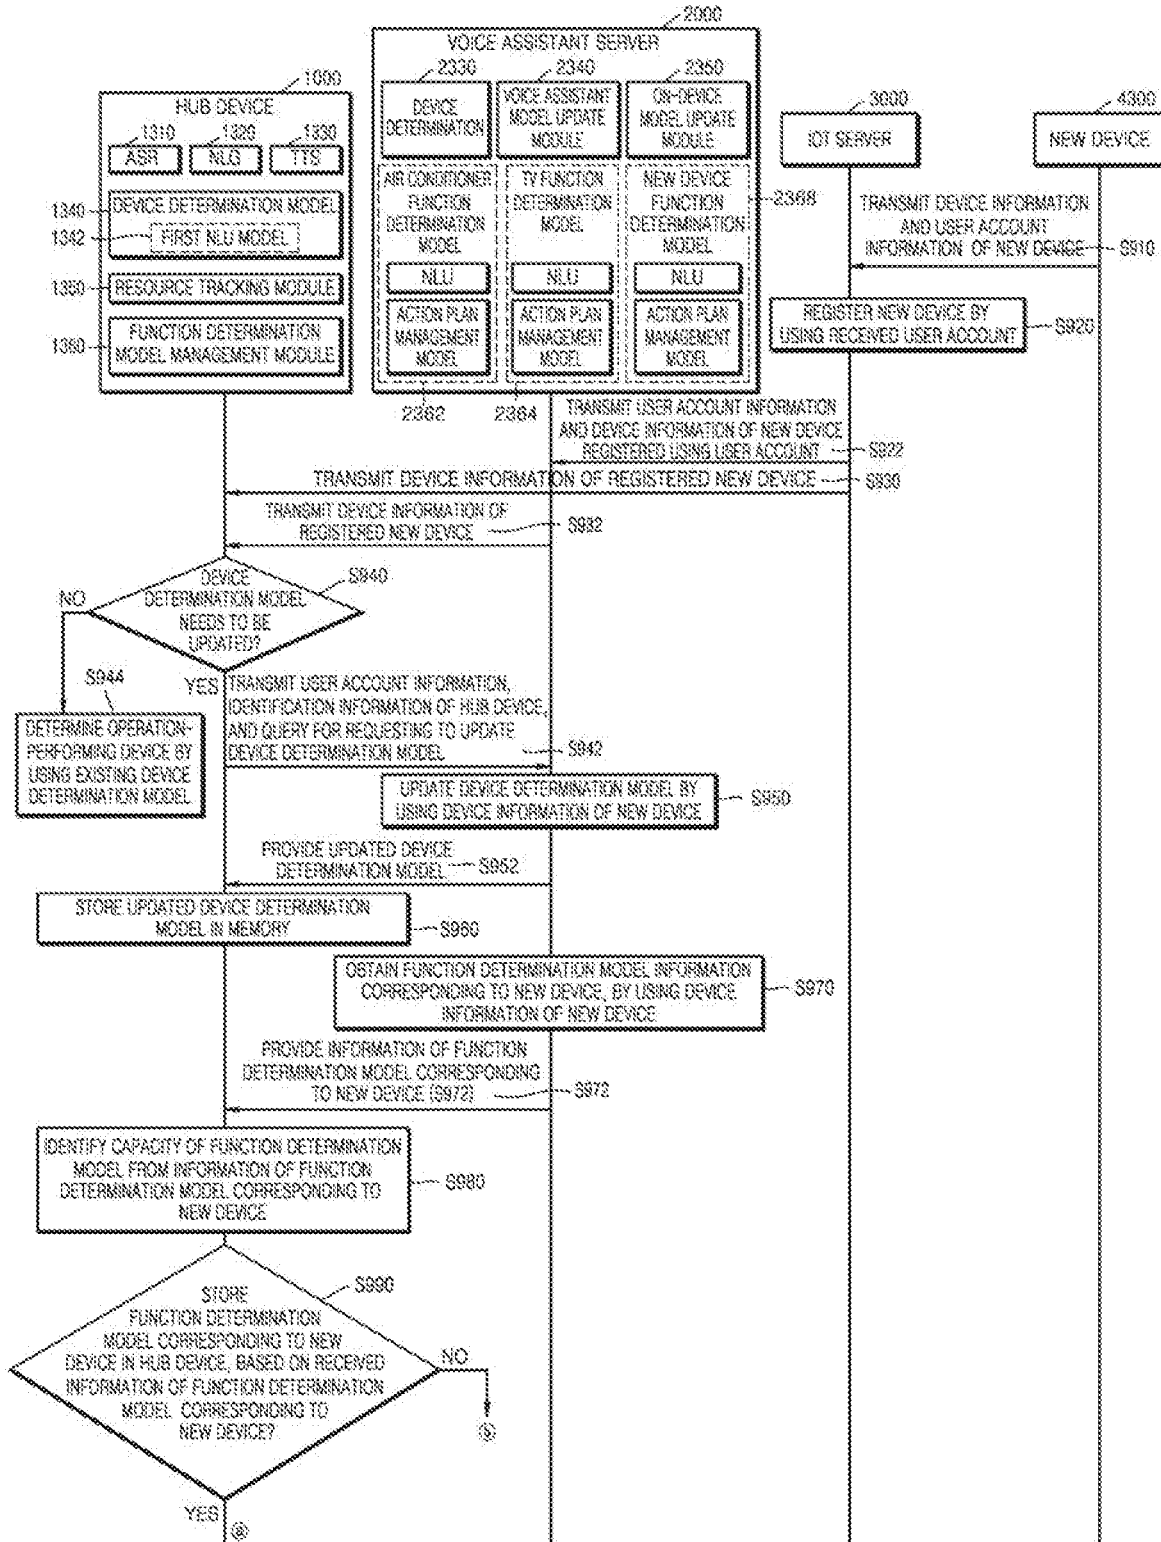 2000
VOICE ASSISTANT SERVER
2330
2340
2350
DEVICE
DETERMINATION
VOICE ASSISTANT
MODEL UPDATE
MODULE
ON-DEVICE
MODEL UPDATE
MODULE
1000
HUB DEVICE
1310
1320
1330
ASR
NLG
TTS
3000
IOT SERVER
4300
NEW DEVICE
1340
DEVICE DETERMINATION MODEL
1342
FIRST NLU MODEL
1350
RESOURCE TRACKING MODULE
1360
FUNCTION DETERMINATION
MODEL MANAGEMENT MODULE
AIR CONDITIONER
FUNCTION
DETERMINATION
MODEL
NLU
ACTION PLAN
MANAGEMENT
MODEL
2362
TV FUNCTION
DETERMINATION
MODEL
NLU
ACTION PLAN
MANAGEMENT
MODEL
2364
NEW DEVICE
FUNCTION
DETERMINATION
MODEL
NLU
ACTION PLAN
MANAGEMENT
MODEL
2368
TRANSMIT DEVICE INFORMATION
AND USER ACCOUNT
INFORMATION OF NEW DEVICE
S910
REGISTER NEW DEVICE BY
USING RECEIVED USER ACCOUNT
S920
TRANSMIT USER ACCOUNT INFORMATION
AND DEVICE INFORMATION OF NEW DEVICE
REGISTERED USING USER ACCOUNT
S922
TRANSMIT DEVICE INFORMATION OF REGISTERED NEW DEVICE
S930
TRANSMIT DEVICE INFORMATION OF
REGISTERED NEW DEVICE
S932
DEVICE
DETERMINATION MODEL
NEEDS TO BE
UPDATED?
S940
NO
S944
DETERMINE OPERATION-
PERFORMING DEVICE BY
USING EXISTING DEVICE
DETERMINATION MODEL
YES
TRANSMIT USER ACCOUNT INFORMATION,
IDENTIFICATION INFORMATION OF HUB DEVICE,
AND QUERY FOR REQUESTING TO UPDATE
DEVICE DETERMINATION MODEL
S942
UPDATE DEVICE DETERMINATION MODEL BY
USING DEVICE INFORMATION OF NEW DEVICE
S950
PROVIDE UPDATED DEVICE
DETERMINATION MODEL
S952
STORE UPDATED DEVICE DETERMINATION
MODEL IN MEMORY
S960
OBTAIN FUNCTION DETERMINATION MODEL INFORMATION
CORRESPONDING TO NEW DEVICE, BY USING DEVICE
INFORMATION OF NEW DEVICE
S970
PROVIDE INFORMATION OF FUNCTION
DETERMINATION MODEL CORRESPONDING
TO NEW DEVICE (S972)
S972
IDENTIFY CAPACITY OF FUNCTION DETERMINATION
MODEL FROM INFORMATION OF FUNCTION
DETERMINATION MODEL CORRESPONDING TO
NEW DEVICE
S980
STORE
FUNCTION DETERMINATION
MODEL CORRESPONDING TO NEW
DEVICE IN HUB DEVICE, BASED ON RECEIVED
INFORMATION OF FUNCTION DETERMINATION
MODEL CORRESPONDING TO
NEW DEVICE?
S990
NO
ⓑ
YES
ⓐ